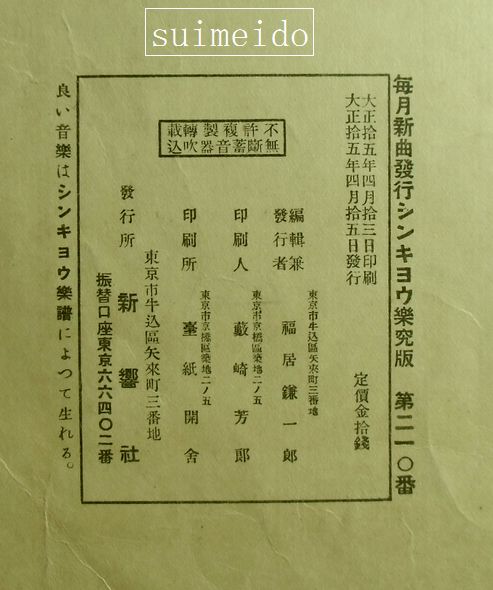 suimeido
毎月新曲發行シンキヨウ樂究版　第二一〇番
大正拾五年四月拾三日印刷
大正拾五年四月拾五日發行
定價金拾錢
不許複製轉載
無斷蓄音器吹込
東京市牛込區矢來町三番地
編輯兼
發行者　福居鎌一郎
東京市京橋區築地二ノ五
印刷人　藪崎芳郎
東京市京橋區築地二ノ五
印刷所　臺紙開舍
東京市牛込區矢來町三番地
發行所　新響社
振替口座東京六六四〇二番
良い音樂はシンキヨウ樂譜によつて生れる。